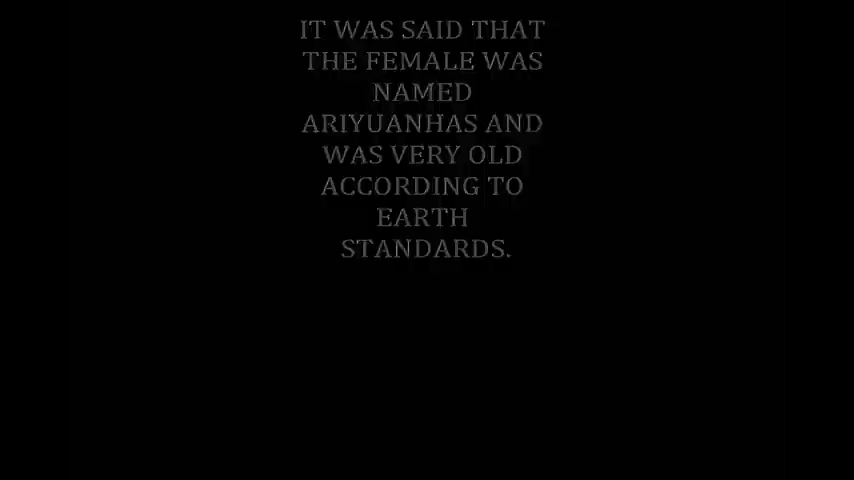 IT WAS SAID THAT
THE FEMALE WAS
NAMED
ARIYUANHAS AND
WAS VERY OLD
ACCORDING TO
EARTH
STANDARDS.